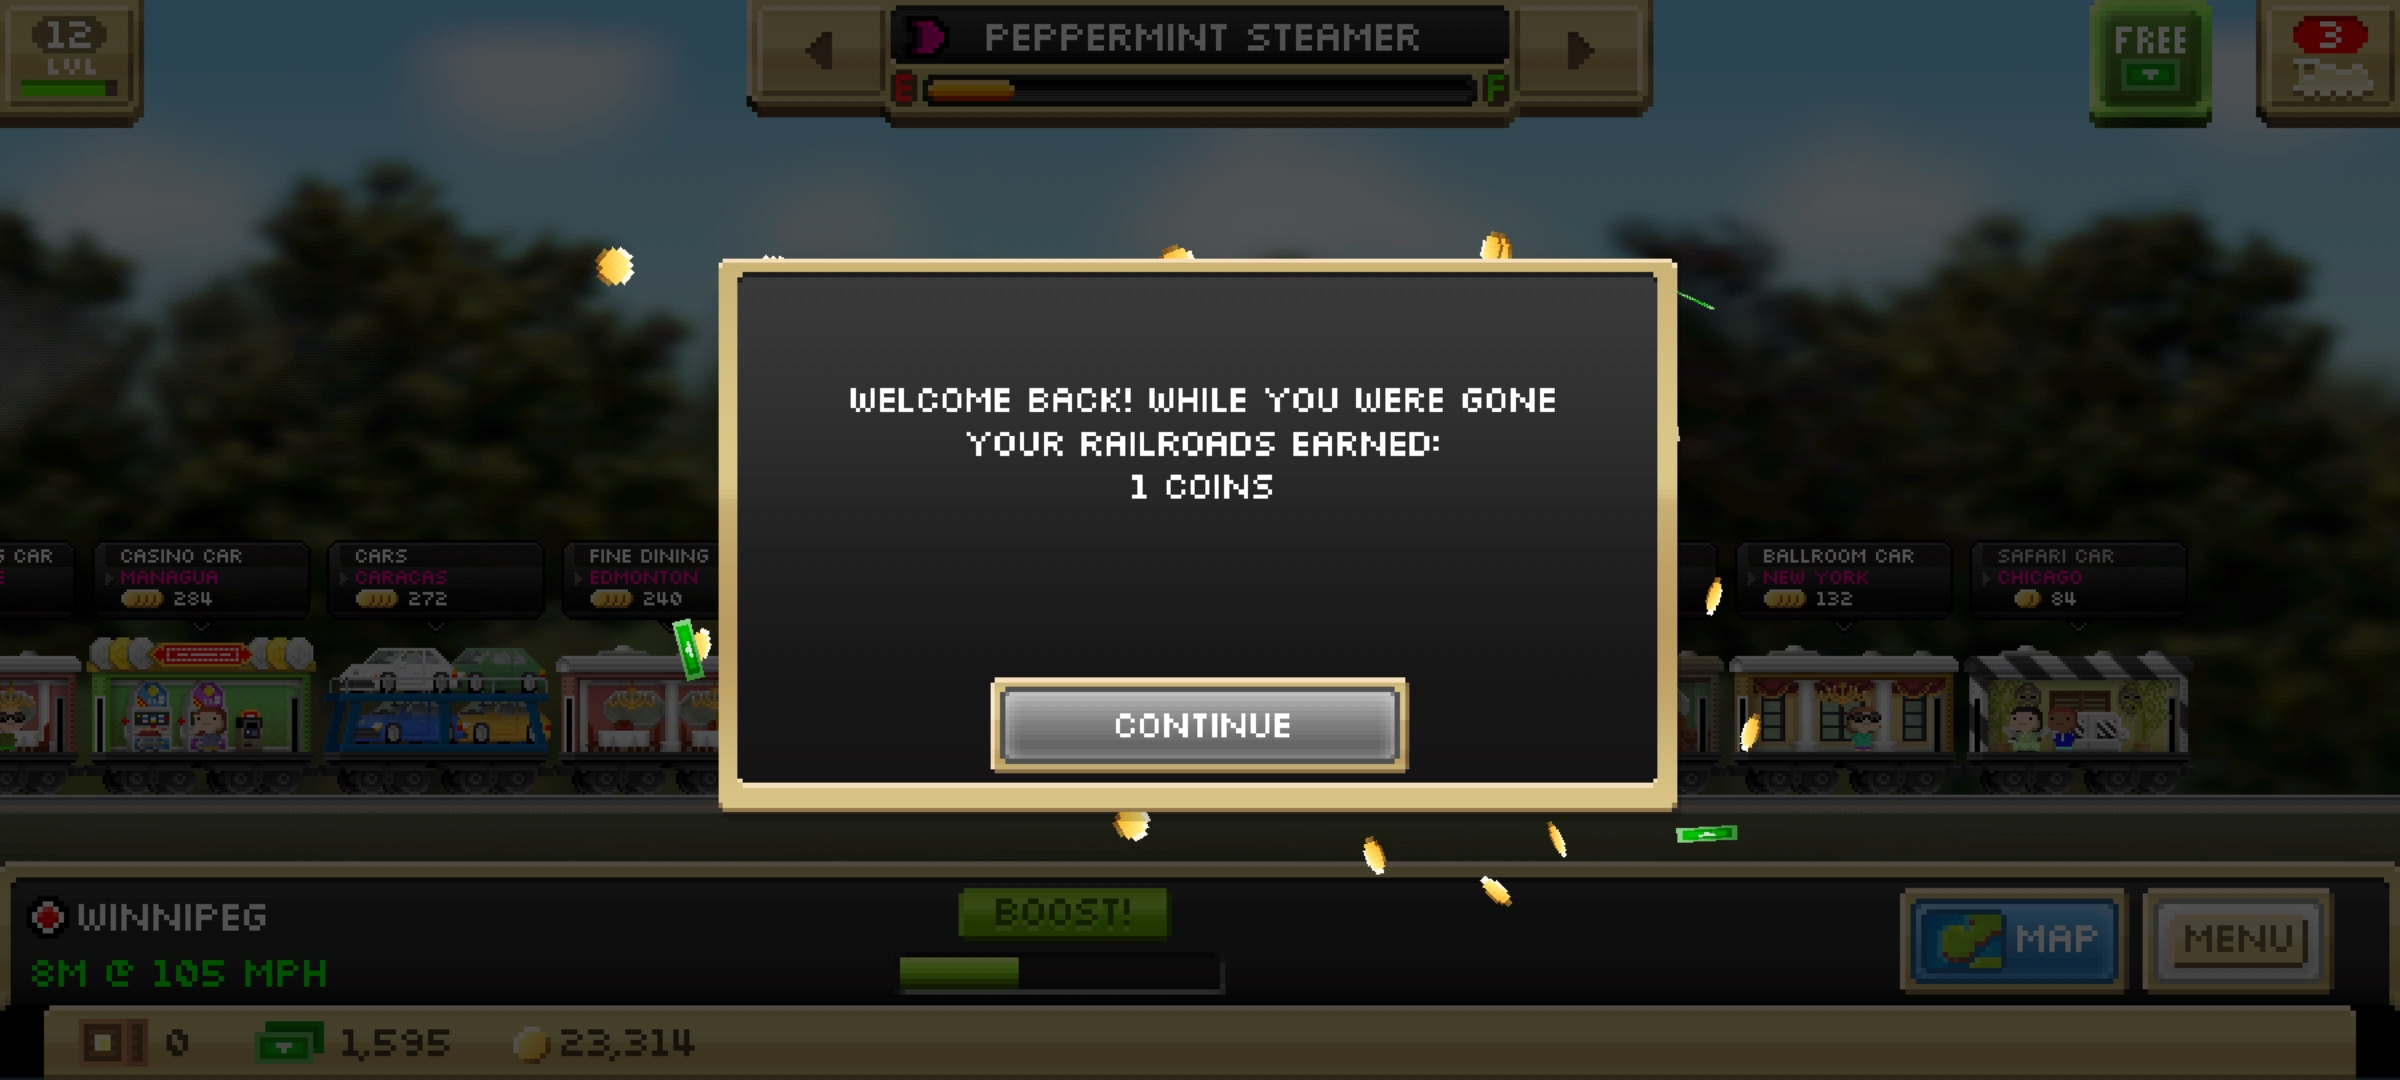 12
LVL
PEPPERMINT STEAMER
E
F
FREE
3
WELCOME BACK! WHILE YOU WERE GONE
YOUR RAILROADS EARNED:
1 COINS
CONTINUE
CAR
CASINO CAR
MANAGUA
284
CARS
CARACAS
272
FINE DINING
EDMONTON
240
BALLROOM CAR
NEW YORK
132
SAFARI CAR
CHICAGO
84
WINNIPEG
8M @ 105 MPH
BOOST!
MAP
MENU
0
1,595
23,314